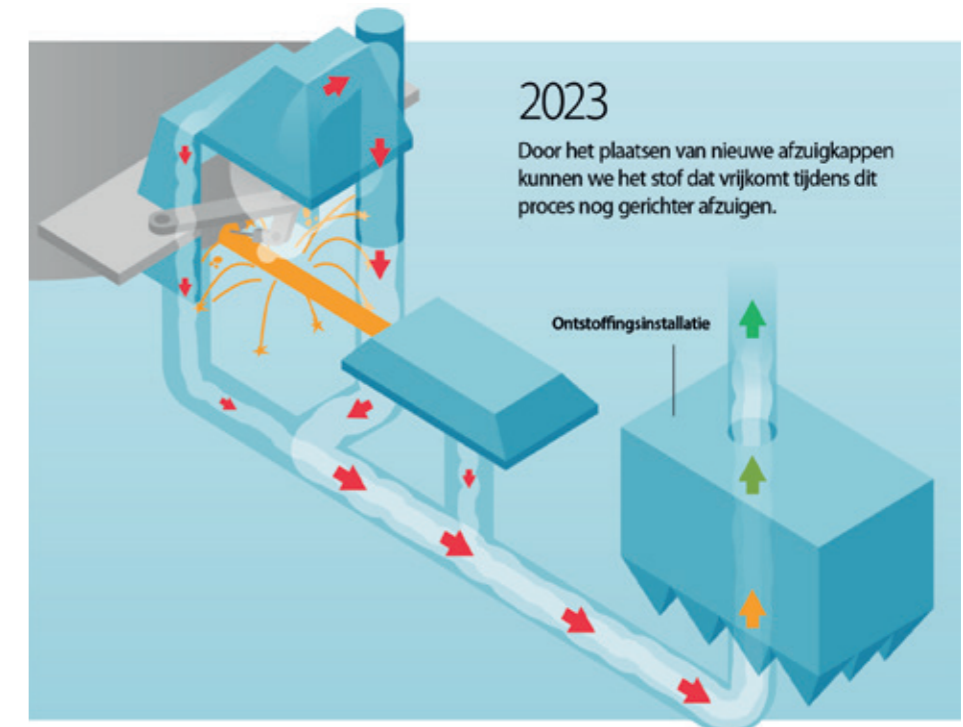 2023
Door het plaatsen van nieuwe afzuigkappen
kunnen we het stof dat vrijkomt tijdens dit
proces nog gerichter afzuigen.
Ontstoffingsinstallatie